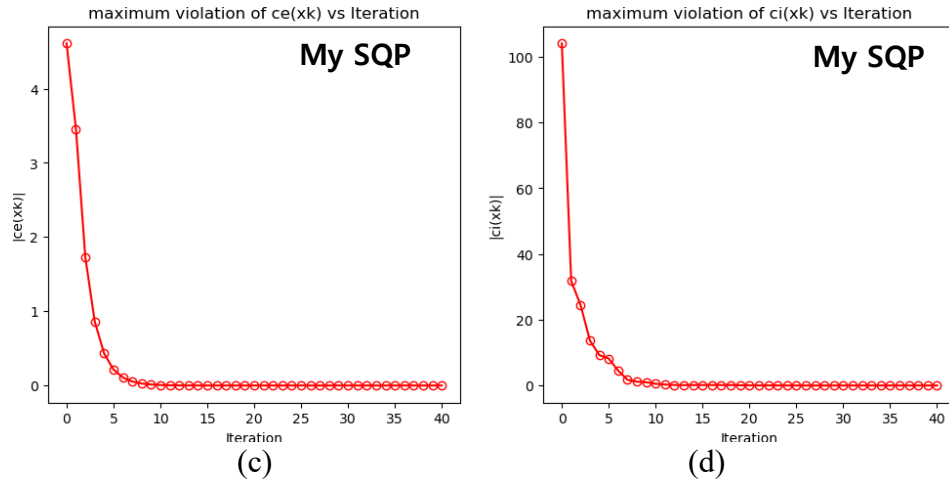 maximum violation of ce(xk) vs Iteration
My SQP
|ce(xk)|
4
3
2
1
0
0 5 10 15 20 25 30 35 40
Iteration
(c)
maximum violation of ci(xk) vs Iteration
My SQP
|ci(xk)|
100
80
60
40
20
0
0 5 10 15 20 25 30 35 40
Iteration
(d)